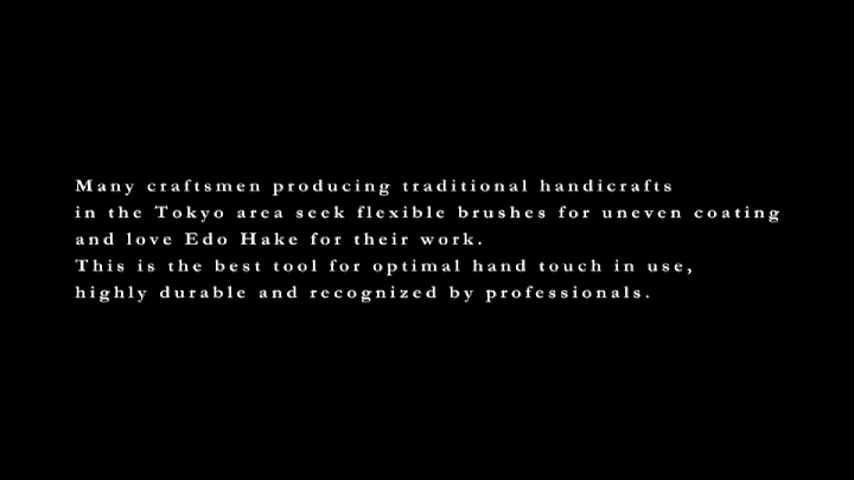 Many craftsmen producing traditional handicrafts
in the Tokyo area seek flexible brushes for uneven coating
and love Edo Hake for their work.
This is the best tool for optimal hand touch in use,
highly durable and recognized by professionals.